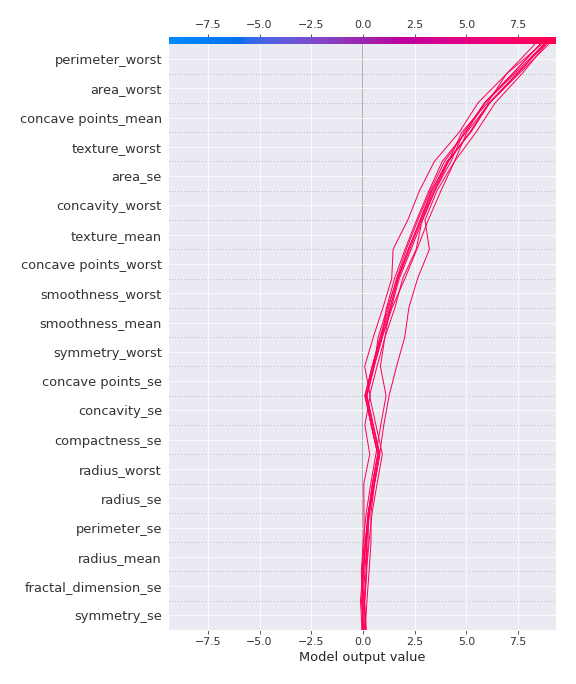 −7.5 −5.0 −2.5 0.0 2.5 5.0 7.5
perimeter_worst
area_worst
concave points_mean
texture_worst
area_se
concavity_worst
texture_mean
concave points_worst
smoothness_worst
smoothness_mean
symmetry_worst
concave points_se
concavity_se
compactness_se
radius_worst
radius_se
perimeter_se
radius_mean
fractal_dimension_se
symmetry_se
−7.5 −5.0 −2.5 0.0 2.5 5.0 7.5
Model output value